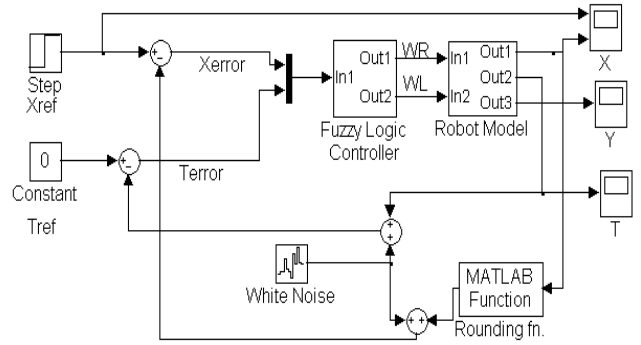 Step
Xref
Xerror
In1
Out1
Out2
Fuzzy Logic
Controller
WR
WL
In1
In2
Out1
Out2
Out3
Robot Model
X
Y
0
Constant
Tref
Terror
T
White Noise
MATLAB
Function
Rounding fn.